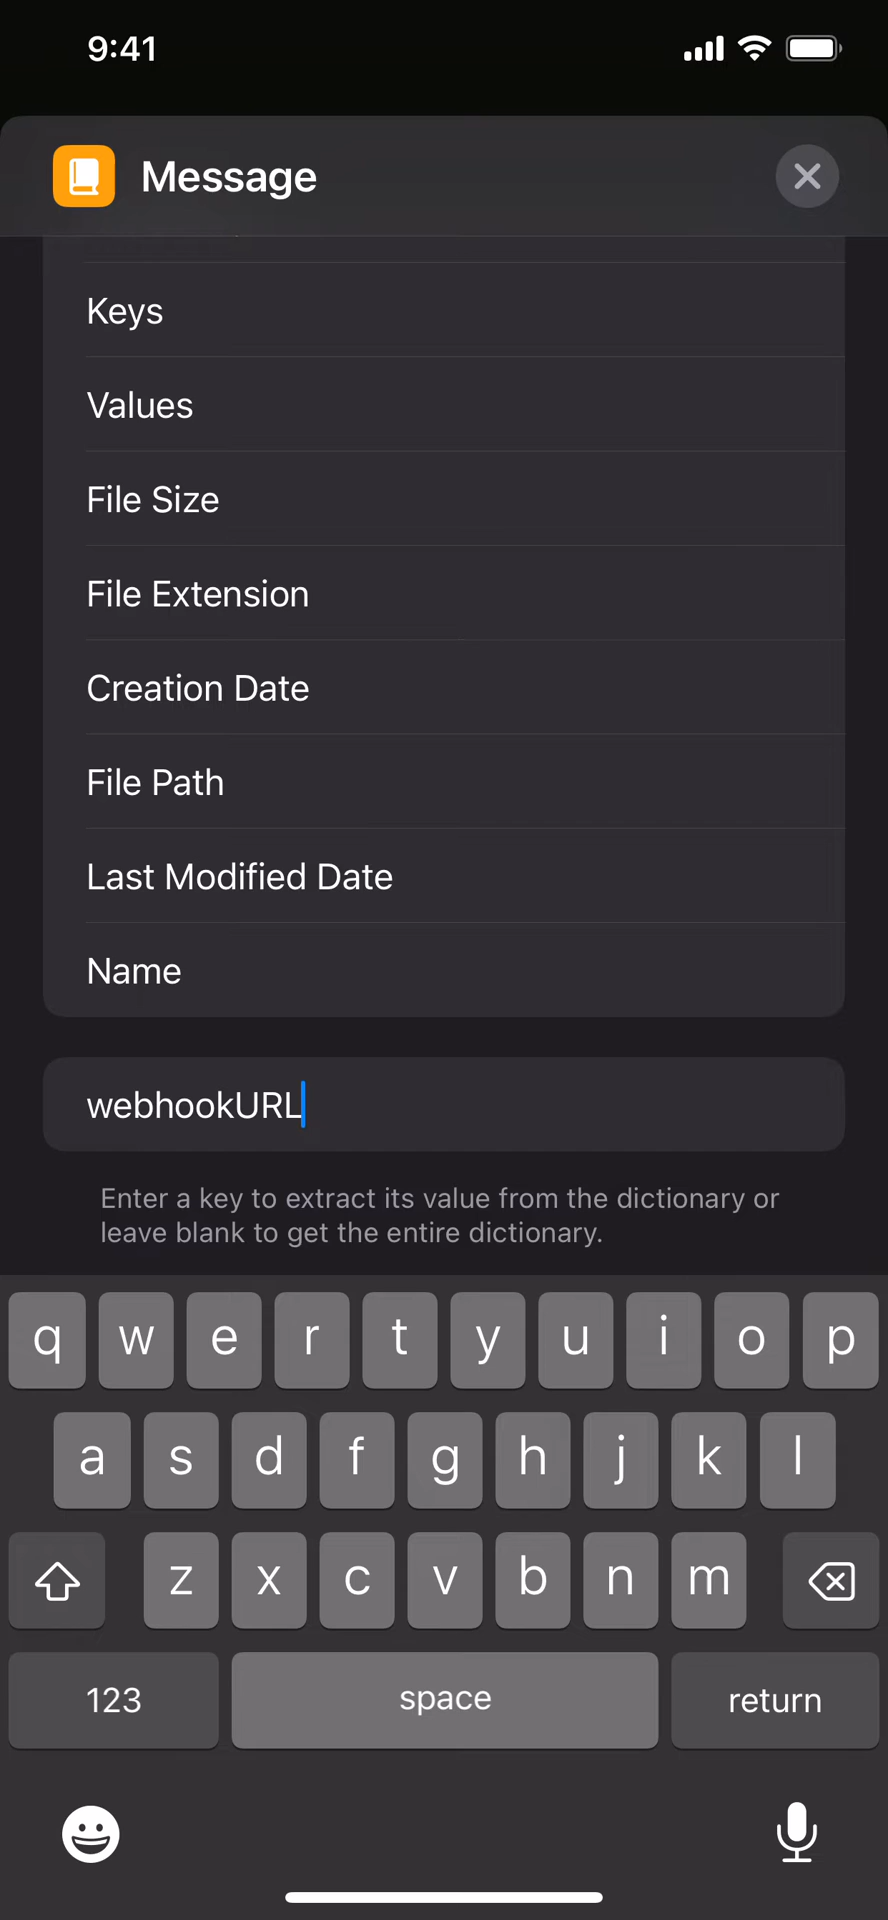 9:41
Message
Keys
Values
File Size
File Extension
Creation Date
File Path
Last Modified Date
Name
webhookURL
Enter a key to extract its value from the dictionary or
leave blank to get the entire dictionary.
q w e r t y u i o p
a s d f g h j k l
z x c v b n m
123 space return